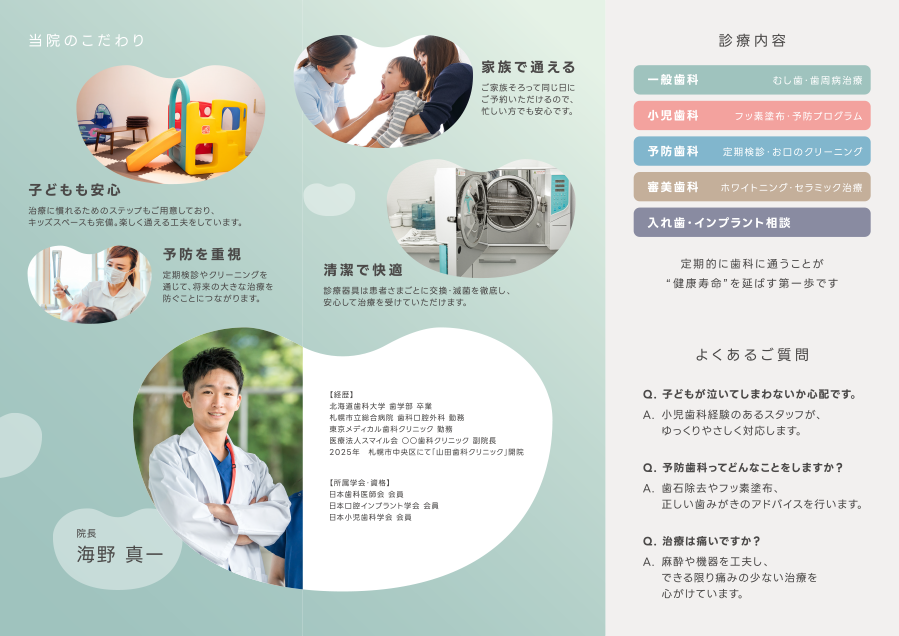 当院のこだわり
子どもも安心
治療に慣れるためのステップもご用意しており、
キッズスペースも完備。楽しく通える工夫をしています。
予防を重視
定期検診やクリーニングを
通じて、将来の大きな治療を
防ぐことにつながります。
家族で通える
ご家族そろって同じ日に
ご予約いただけるので、
忙しい方でも安心です。
清潔で快適
診療器具は患者さまごとに交換・滅菌を徹底し、
安心して治療を受けていただけます。
院長
海野 真一
【経歴】
北海道歯科大学 歯学部 卒業
札幌市立総合病院 歯科口腔外科 勤務
東京メディカル歯科クリニック 勤務
医療法人スマイル会 〇〇歯科クリニック 副院長
2025年　札幌市中央区にて「山田歯科クリニック」開院
【所属学会・資格】
日本歯科医師会 会員
日本口腔インプラント学会 会員
日本小児歯科学会 会員
診療内容
一般歯科 むし歯・歯周病治療
小児歯科 フッ素塗布・予防プログラム
予防歯科 定期検診・お口のクリーニング
審美歯科 ホワイトニング・セラミック治療
入れ歯・インプラント相談
定期的に歯科に通うことが
“健康寿命”を延ばす第一歩です
よくあるご質問
Q. 子どもが泣いてしまわないか心配です。
A. 小児歯科経験のあるスタッフが、
ゆっくりやさしく対応します。
Q. 予防歯科ってどんなことをしますか？
A. 歯石除去やフッ素塗布、
正しい歯みがきのアドバイスを行います。
Q. 治療は痛いですか？
A. 麻酔や機器を工夫し、
できる限り痛みの少ない治療を
心がけています。